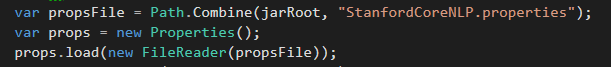 var propsFile = Path.Combine(jarRoot, "StanfordCoreNLP.properties");
var props = new Properties();
props.load(new FileReader(propsFile));